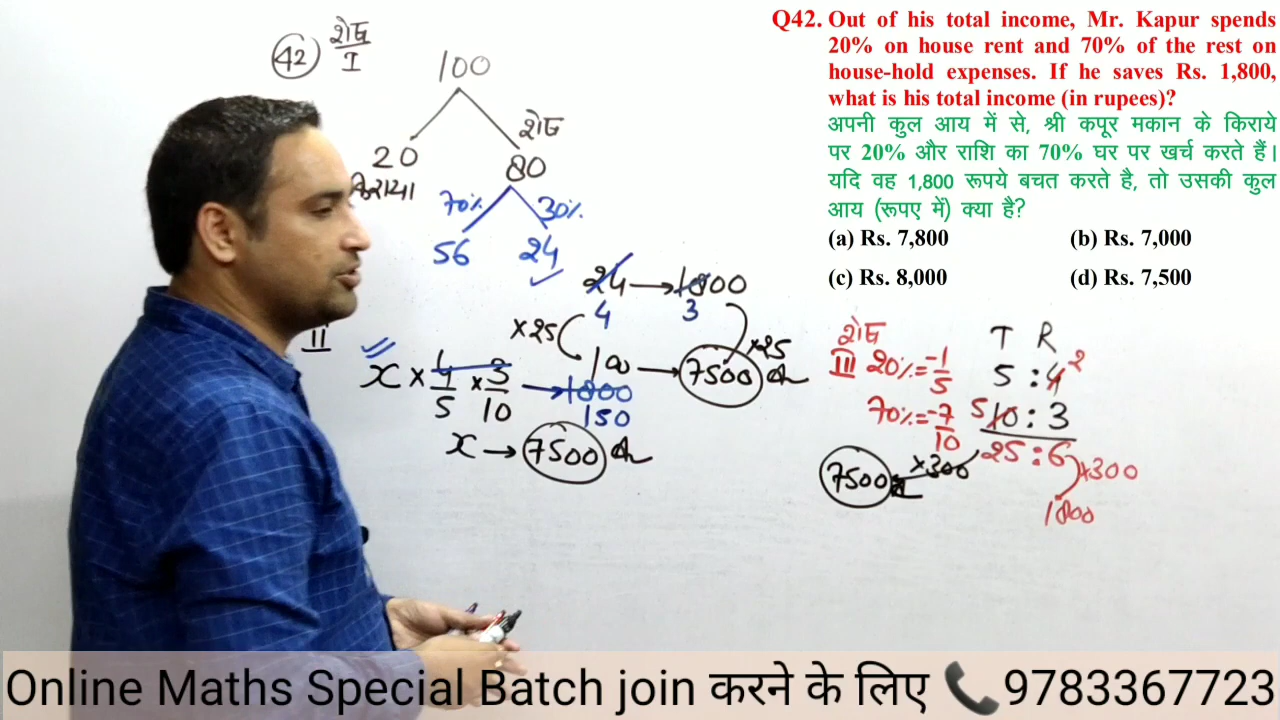 Q42. Out of his total income, Mr. Kapur spends
20% on house rent and 70% of the rest on
house-hold expenses. If he saves Rs. 1,800,
what is his total income (in rupees)?
अपनी कुल आय में से, श्री कपूर मकान के किराये
पर 20% और राशि का 70% घर पर खर्च करते हैं।
यदि वह 1,800 रूपये बचत करते है, तो उसकी कुल
आय (रूपए में) क्या है?
(a) Rs. 7,800 (b) Rs. 7,000
(c) Rs. 8,000 (d) Rs. 7,500
42 शेष
I
100
20 80 शेष
किराया
70% 30%
56 24
24 → 1800
4 3
×25 100 → 7500 ×25
II
x × 4/5 × 3/10 → 1800
150
x → 7500
शेष T R
III 20% = -1/5 5 : 4 2
70% = -7/10 5 10 : 3
25 : 6
7500 ×300 ×300
1800
Online Maths Special Batch join करने के लिए 📞9783367723